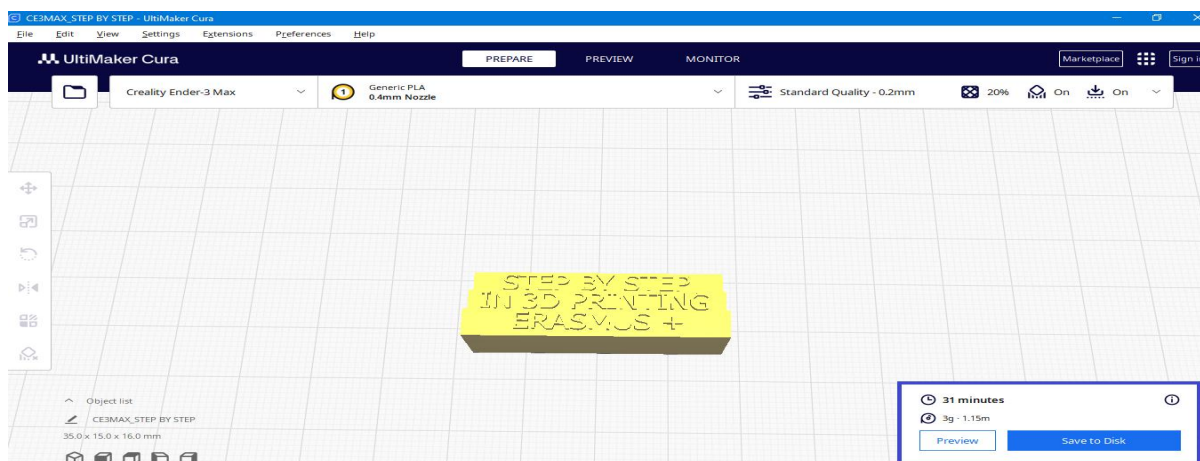 CE3MAX_STEP BY STEP - UltiMaker Cura
File Edit View Settings Extensions Preferences Help
UltiMaker Cura PREPARE PREVIEW MONITOR Marketplace Sign
Creality Ender-3 Max 1 Generic PLA Standard Quality - 0.2mm 20% On On
0.4mm Nozzle
STEP BY STEP
IN 3D PRINTING
ERASMUS +
Object list
CE3MAX_STEP BY STEP
35.0 x 15.0 x 16.0 mm
31 minutes
3g · 1.15m
Preview Save to Disk